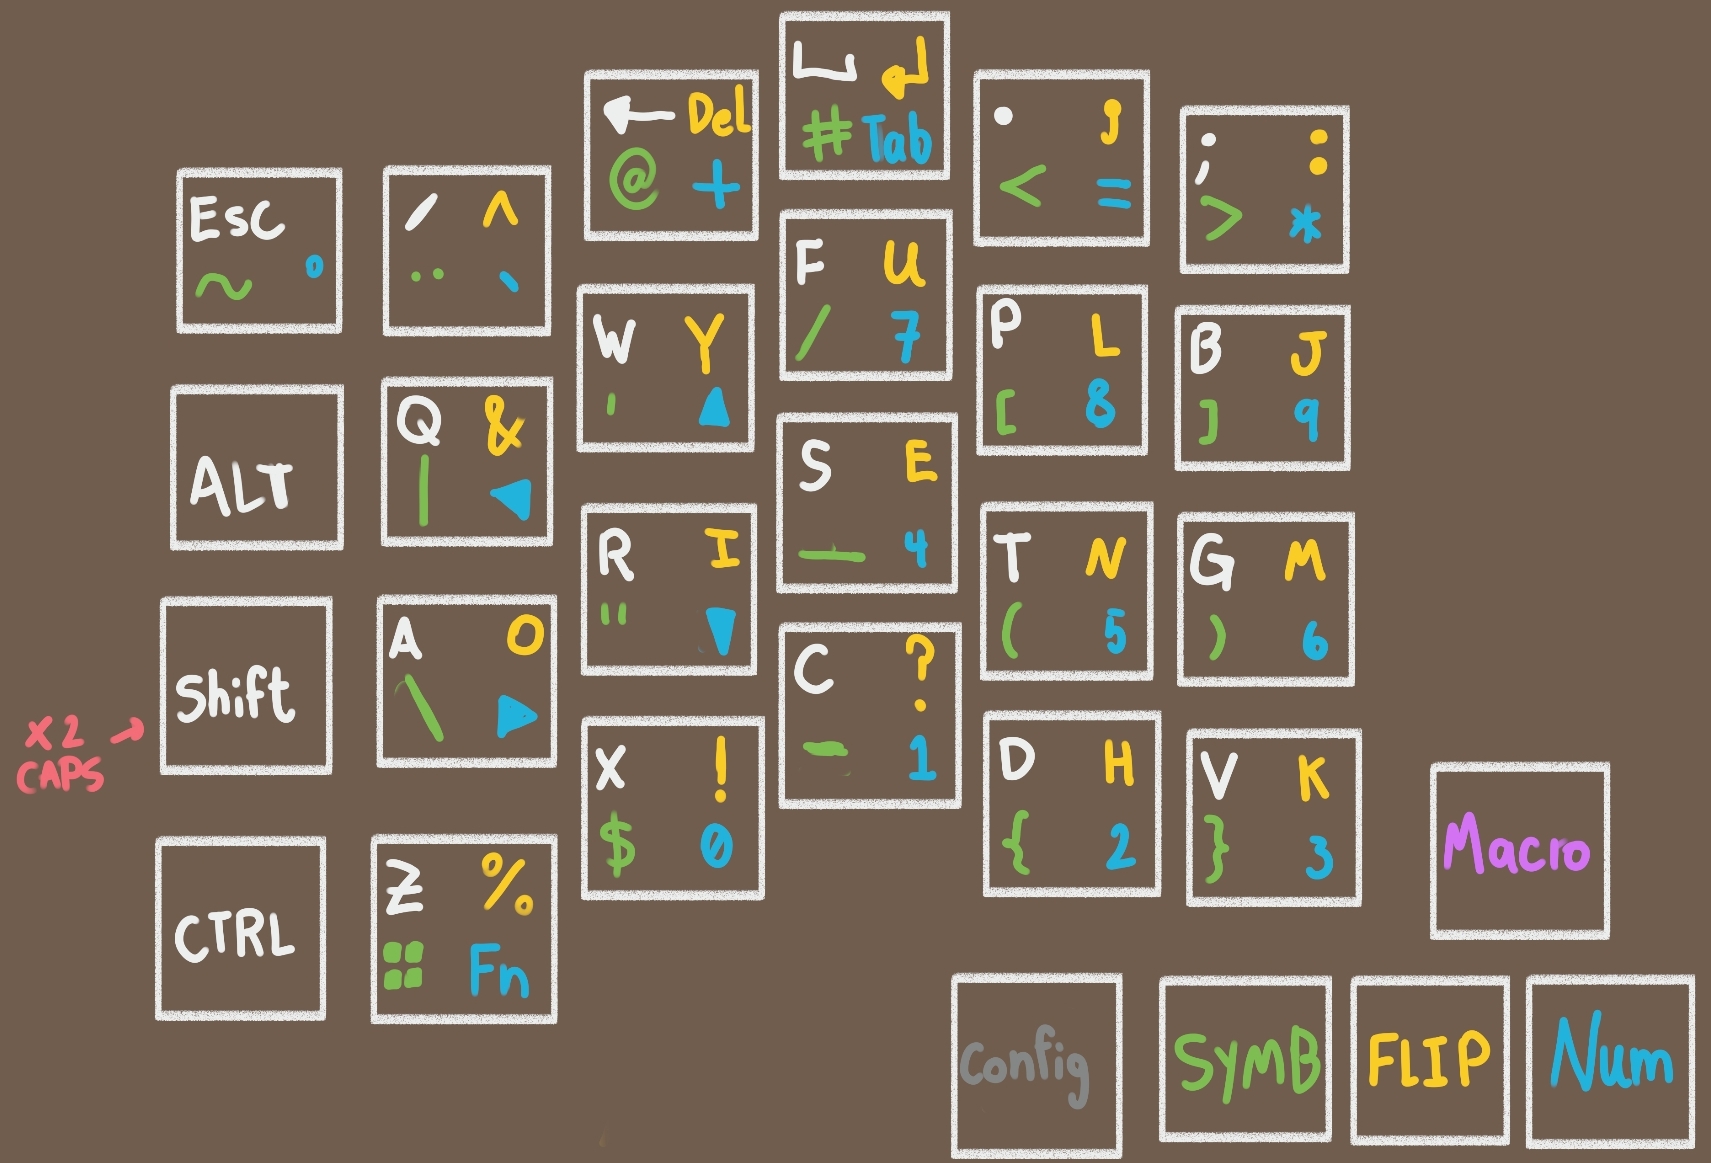 Esc
~ °
´ ^
¨ `
← Del
@ +
⎵ ↵
# Tab
. ,
< =
; :
> *
ALT
Q &
| ◀
W Y
' ▲
F U
/ 7
P L
[ 8
B J
] 9
Shift
x2 →
CAPS
A O
\ ▶
R I
" ▼
S E
_ 4
T N
( 5
G M
) 6
CTRL
Z %
Fn
X !
$ 0
C ?
- 1
D H
{ 2
V K
} 3
Macro
Config
SYMB
FLIP
Num